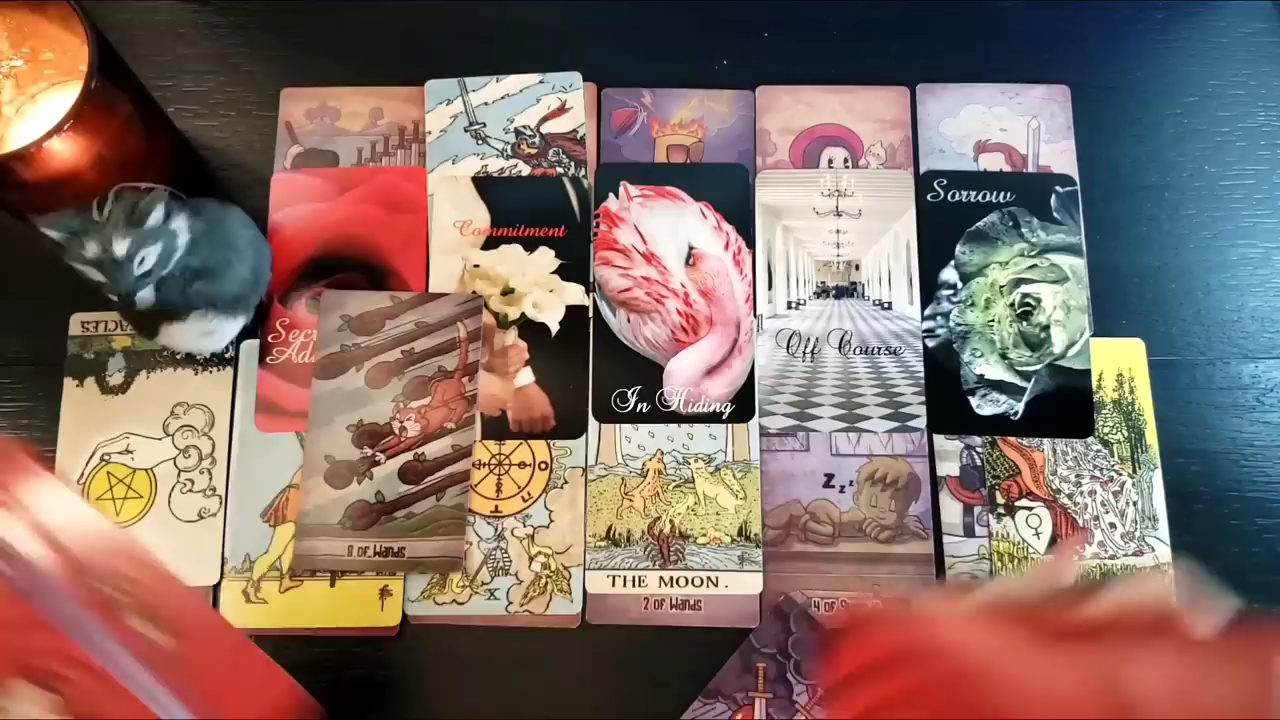 Sorrow
Commitment
Off Course
In Hiding
8 OF WANDS
X
THE MOON.
2 OF WANDS